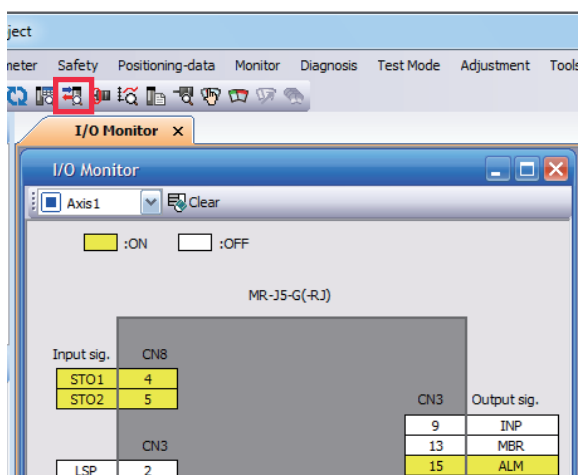 ject
meter Safety Positioning-data Monitor Diagnosis Test Mode Adjustment Tools
I/O Monitor x
I/O Monitor
Axis1 Clear
:ON :OFF
MR-J5-G(-RJ)
Input sig. CN8
STO1 4
STO2 5
CN3 Output sig.
9 INP
CN3 13 MBR
LSP 2 15 ALM